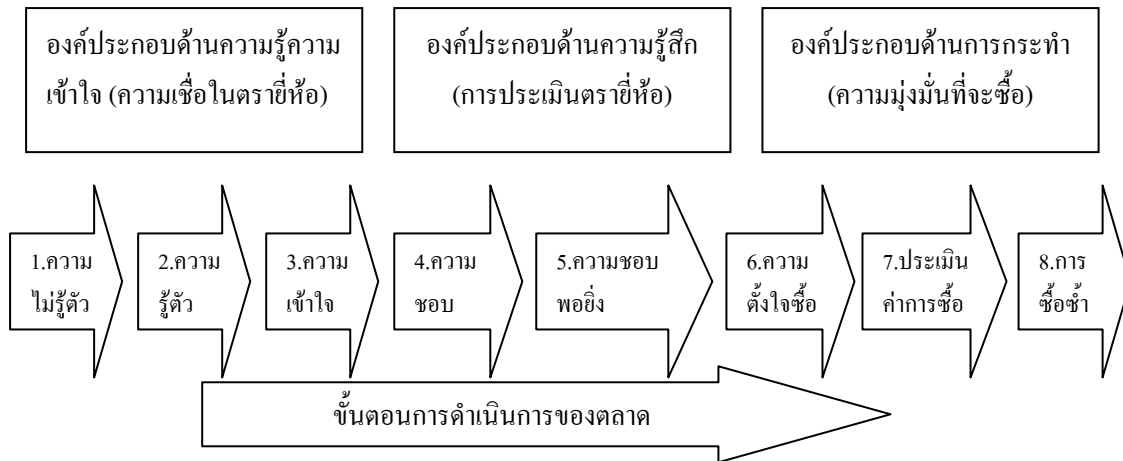 องค์ประกอบด้านความรู้ความ
เข้าใจ (ความเชื่อในตรายี่ห้อ)
องค์ประกอบด้านความรู้สึก
(การประเมินตรายี่ห้อ)
องค์ประกอบด้านการกระทำ
(ความมุ่งมั่นที่จะซื้อ)
1.ความ
ไม่รู้ตัว
2.ความ
รู้ตัว
3.ความ
เข้าใจ
4.ความ
ชอบ
5.ความชอบ
พอยิ่ง
6.ความ
ตั้งใจซื้อ
7.ประเมิน
ค่าการซื้อ
8.การ
ซื้อซ้ำ
ขั้นตอนการดำเนินการของตลาด